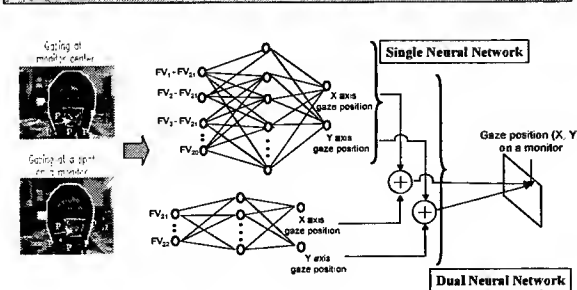 Gazing at
monitor center
Gazing at a spot
on a monitor
FV₁ - FV₂₁
FV₂ - FV₂₁
FV₃ - FV₂₁
FV₂₀
X axis
gaze position
Y axis
gaze position
Single Neural Network
Gaze position (X, Y
on a monitor
FV₂₁
FV₂₂
X axis
gaze position
Y axis
gaze position
Dual Neural Network